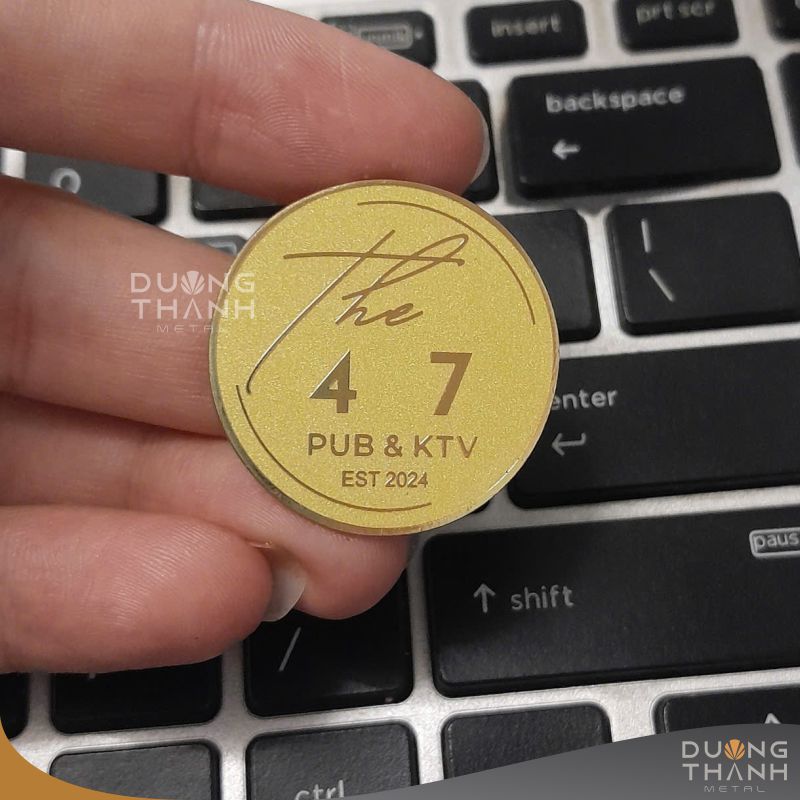 insert
prt scr
backspace
←
\
DUONG
THANH
METAL
The
4 7
PUB & KTV
EST 2024
enter
pause
↑ shift
/
ctrl
DUONG
THANH
METAL